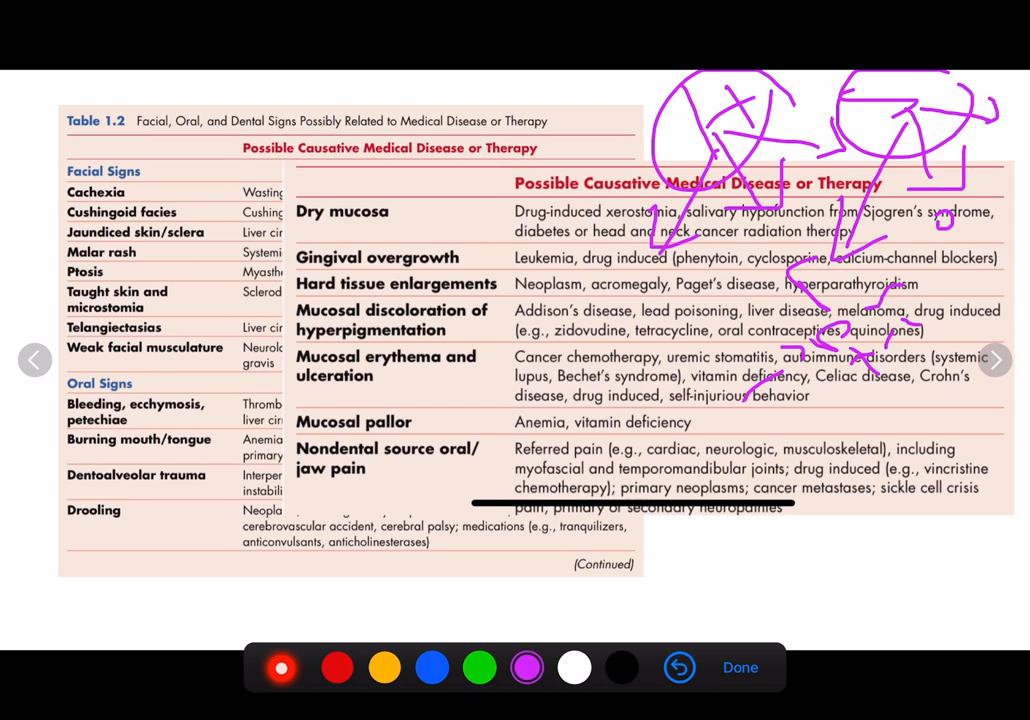 Table 1.2 Facial, Oral, and Dental Signs Possibly Related to Medical Disease or Therapy
Possible Causative Medical Disease or Therapy
Facial Signs
Cachexia Wasting
Cushingoid facies Cushing
Jaundiced skin/sclera Liver cir
Malar rash Systemi
Ptosis Myasthe
Taught skin and Sclerod
microstomia
Telangiectasias Liver cir
Weak facial musculature Neurolo
gravis
Oral Signs
Bleeding, ecchymosis, Thromb
petechiae liver cir
Burning mouth/tongue Anemia
primary
Dentoalveolar trauma Interper
instabili
Drooling Neopla
cerebrovascular accident, cerebral palsy; medications (e.g., tranquilizers,
anticonvulsants, anticholinesterases)
(Continued)
Possible Causative Medical Disease or Therapy
Dry mucosa Drug-induced xerostomia, salivary hypofunction from Sjogren's syndrome,
diabetes or head and neck cancer radiation therapy
Gingival overgrowth Leukemia, drug induced (phenytoin, cyclosporine, calcium-channel blockers)
Hard tissue enlargements Neoplasm, acromegaly, Paget's disease, hyperparathyroidism
Mucosal discoloration of Addison's disease, lead poisoning, liver disease, melanoma, drug induced
hyperpigmentation (e.g., zidovudine, tetracycline, oral contraceptives, quinolones)
Mucosal erythema and Cancer chemotherapy, uremic stomatitis, autoimmune disorders (systemic
ulceration lupus, Bechet's syndrome), vitamin deficiency, Celiac disease, Crohn's
disease, drug induced, self-injurious behavior
Mucosal pallor Anemia, vitamin deficiency
Nondental source oral/ Referred pain (e.g., cardiac, neurologic, musculoskeletal), including
jaw pain myofascial and temporomandibular joints; drug induced (e.g., vincristine
chemotherapy); primary neoplasms; cancer metastases; sickle cell crisis
pain, primary or secondary neuropathies
Done